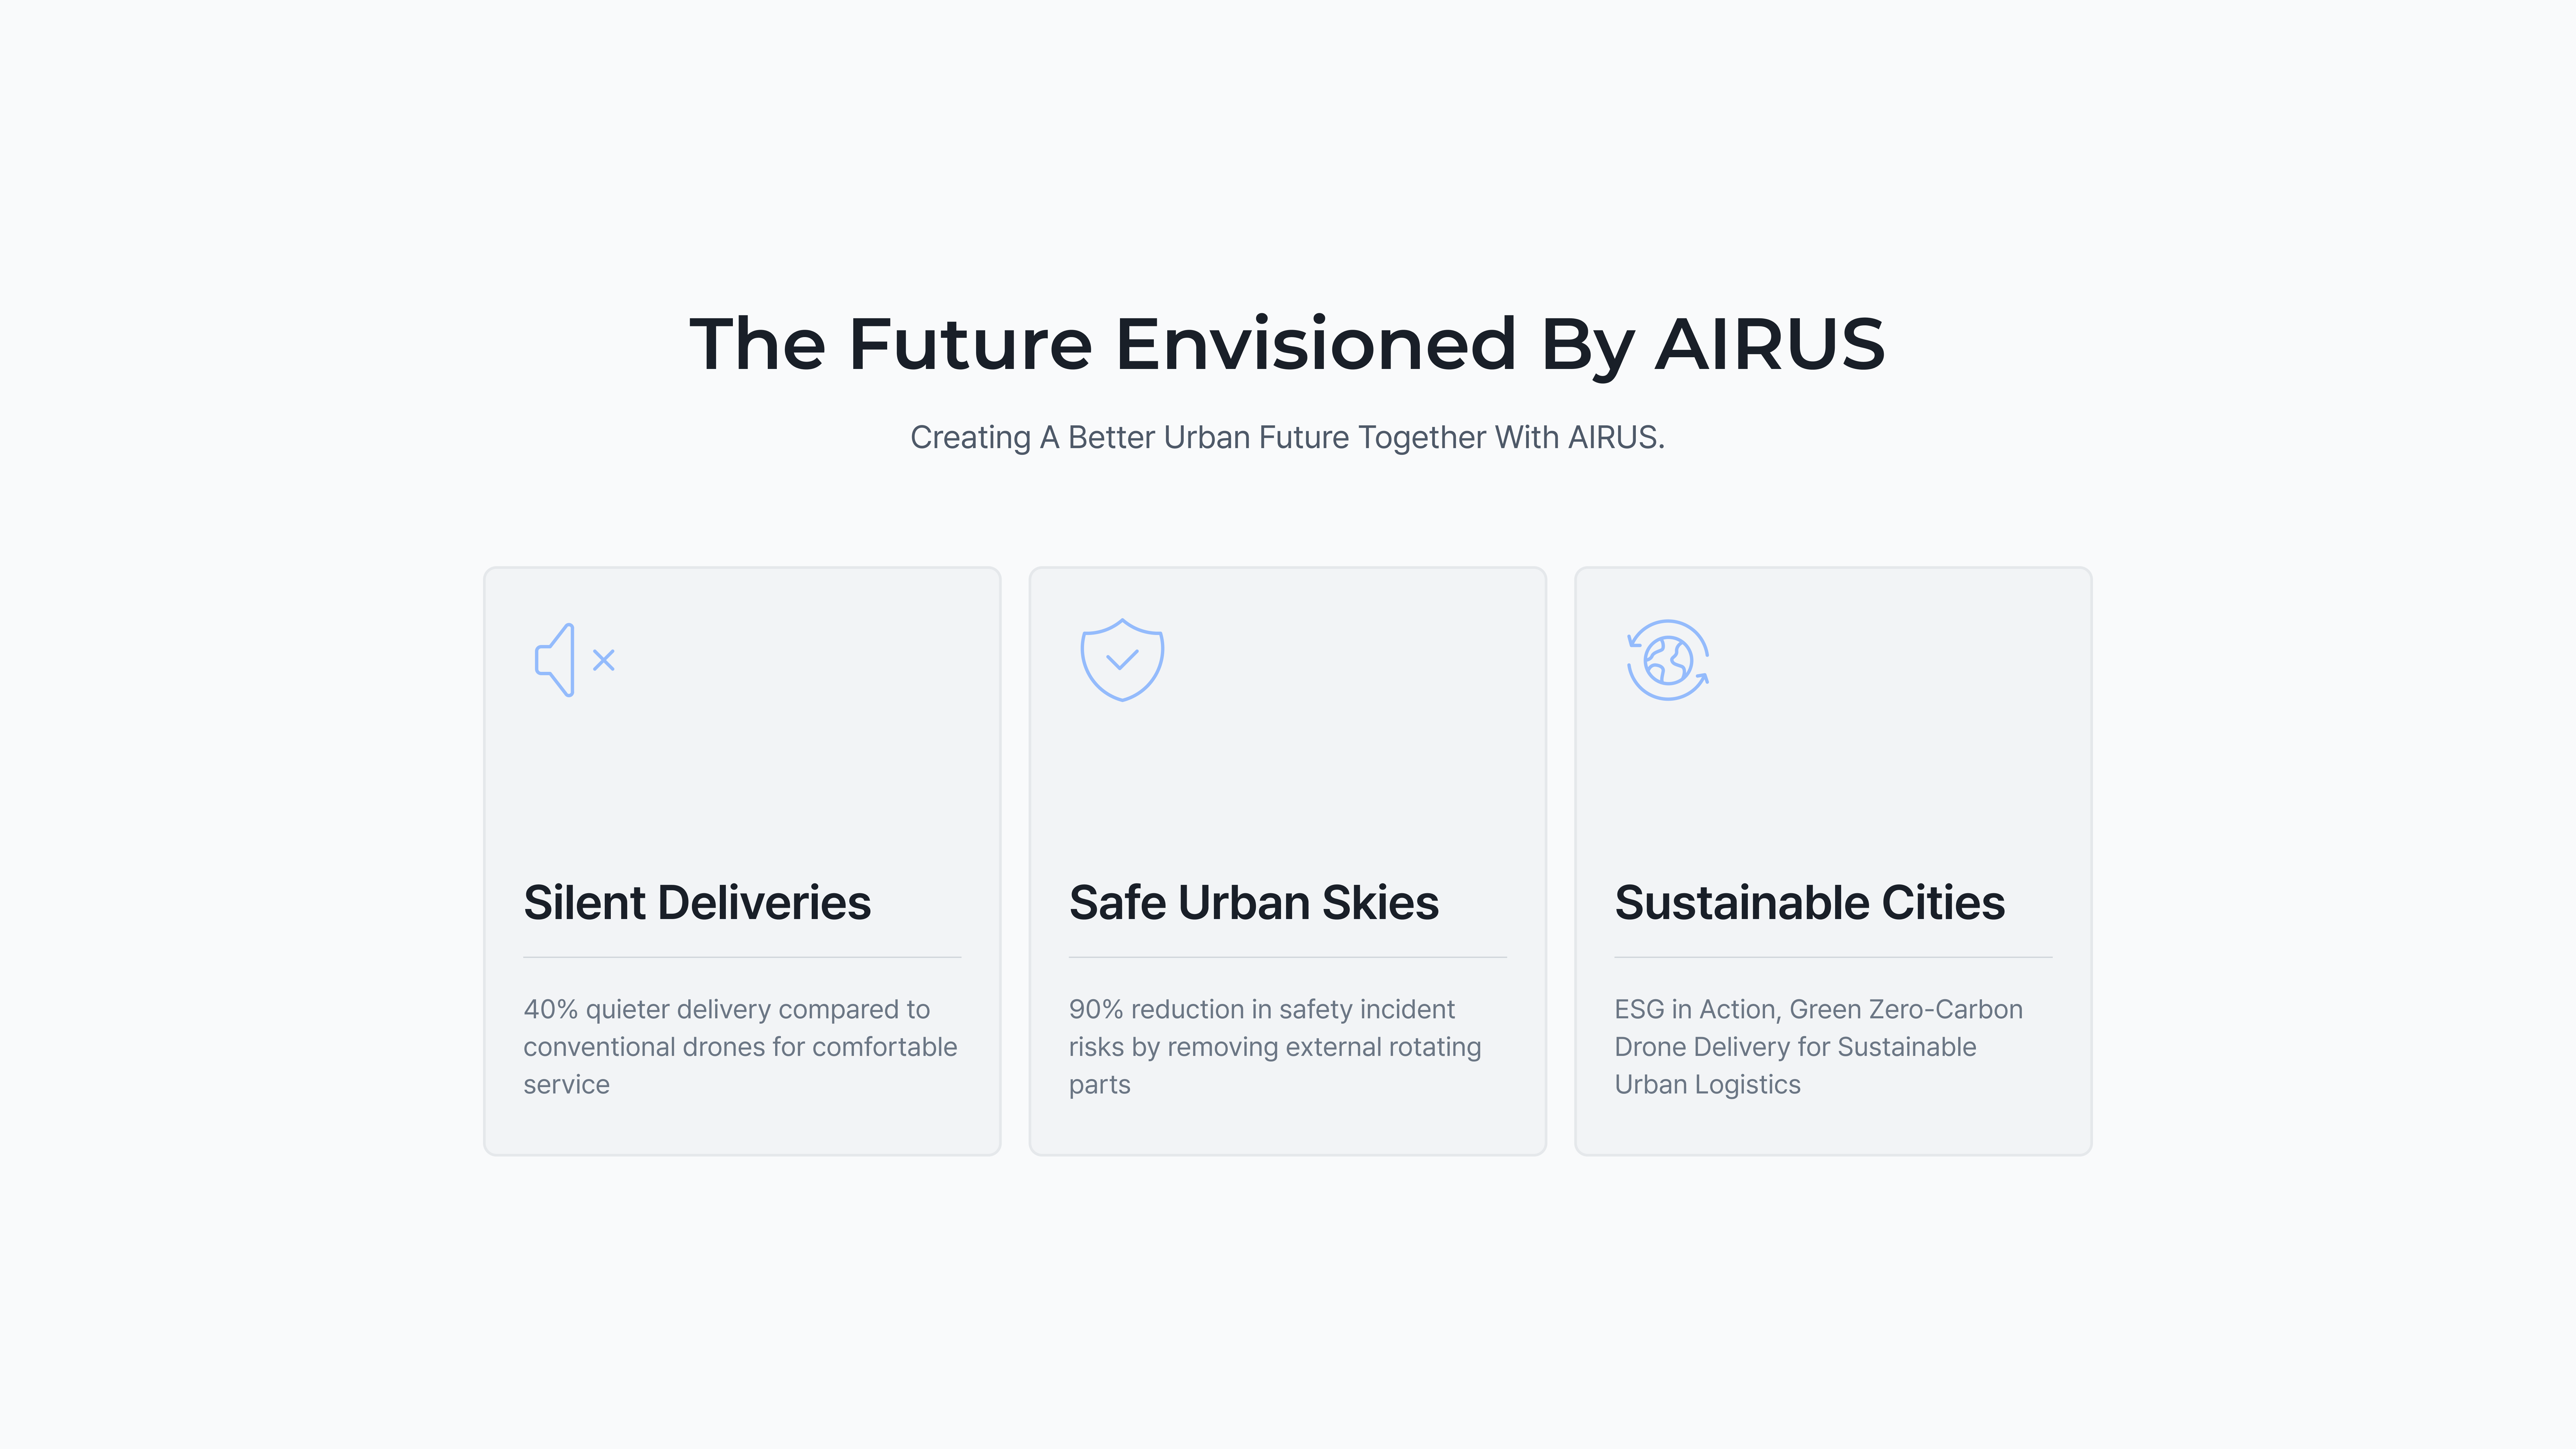 The Future Envisioned By AIRUS
Creating A Better Urban Future Together With AIRUS.
Silent Deliveries
40% quieter delivery compared to
conventional drones for comfortable
service
Safe Urban Skies
90% reduction in safety incident
risks by removing external rotating
parts
Sustainable Cities
ESG in Action, Green Zero-Carbon
Drone Delivery for Sustainable
Urban Logistics